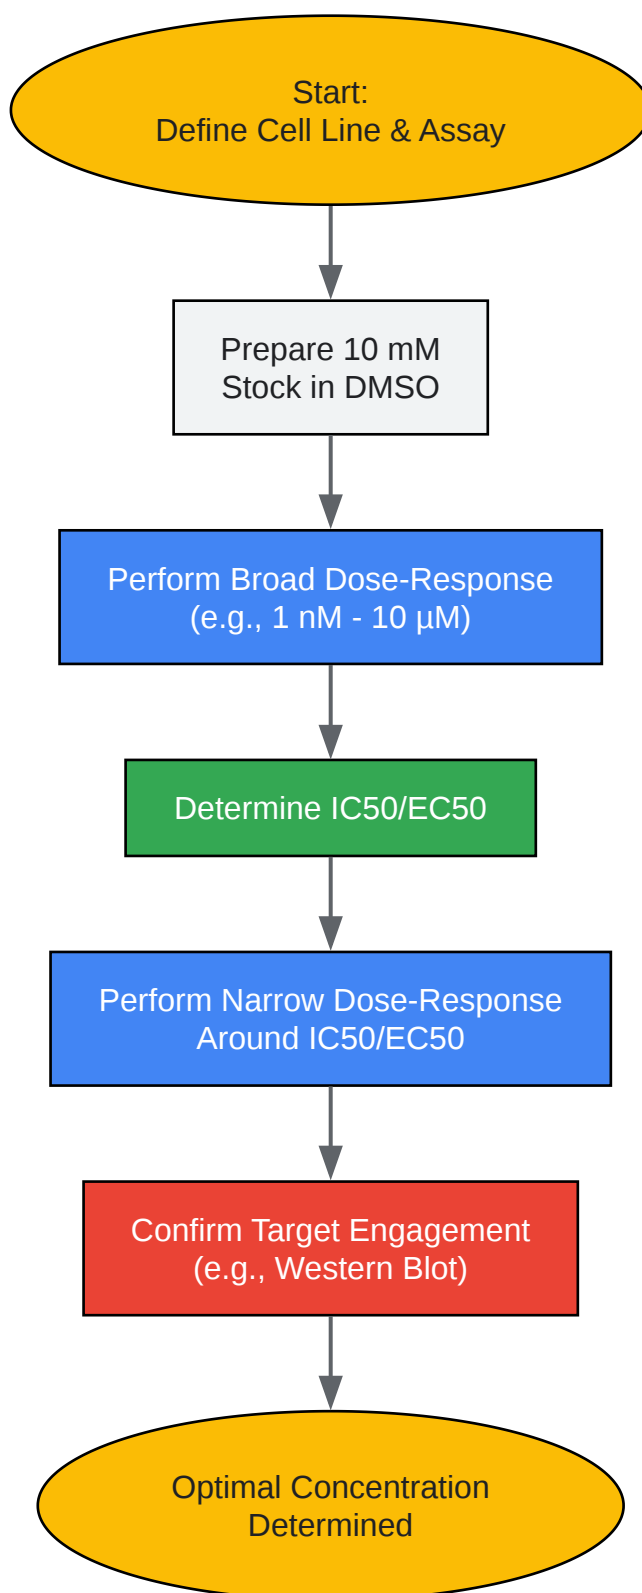 Start:
Define Cell Line & Assay
Prepare 10 mM
Stock in DMSO
Perform Broad Dose-Response
(e.g., 1 nM - 10 µM)
Determine IC50/EC50
Perform Narrow Dose-Response
Around IC50/EC50
Confirm Target Engagement
(e.g., Western Blot)
Optimal Concentration
Determined